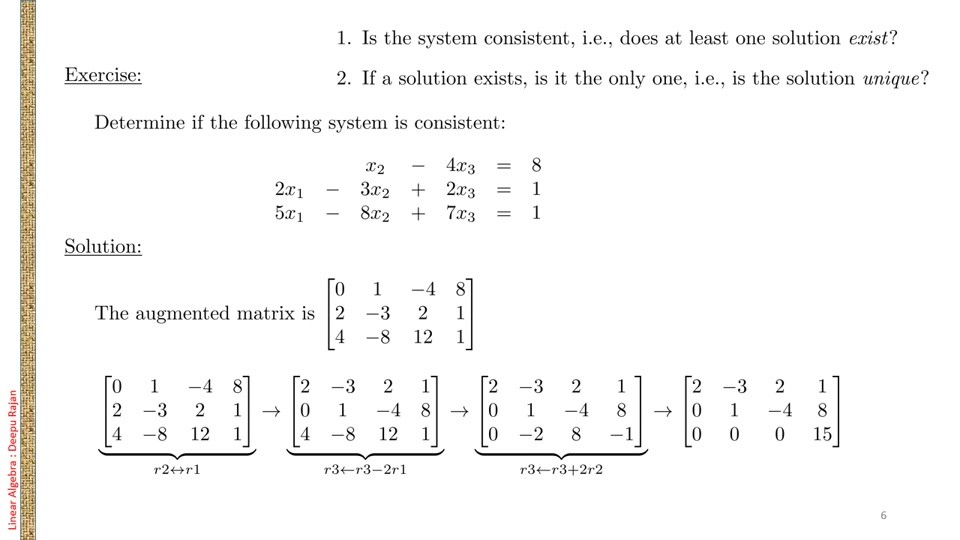 1. Is the system consistent, i.e., does at least one solution exist?
Exercise:
2. If a solution exists, is it the only one, i.e., is the solution unique?
Determine if the following system is consistent:
x₂ − 4x₃ = 8
2x₁ − 3x₂ + 2x₃ = 1
5x₁ − 8x₂ + 7x₃ = 1
Solution:
The augmented matrix is
[0 1 −4 8]
[2 −3 2 1]
[4 −8 12 1]
[0 1 −4 8] [2 −3 2 1] [2 −3 2 1] [2 −3 2 1]
[2 −3 2 1] → [0 1 −4 8] → [0 1 −4 8] → [0 1 −4 8]
[4 −8 12 1] [4 −8 12 1] [0 −2 8 −1] [0 0 0 15]
r2↔r1 r3←r3−2r1 r3←r3+2r2
Linear Algebra : Deepu Rajan
6